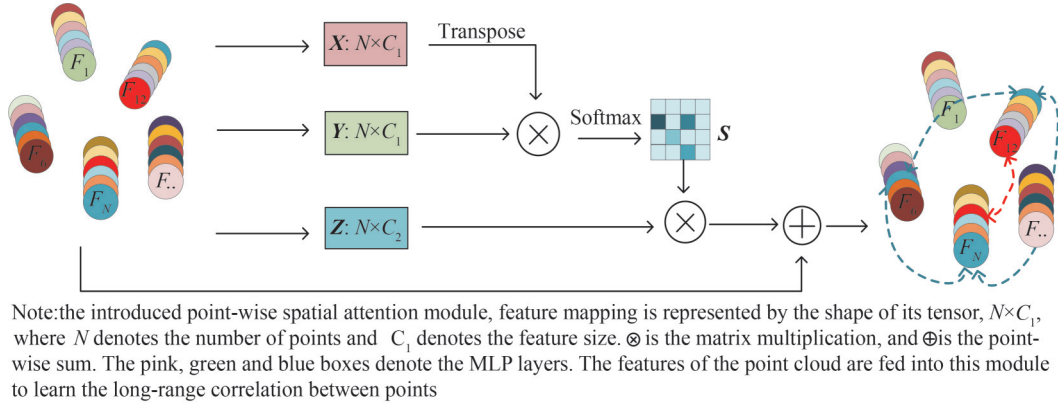 F₁
F₁₂
F₆
F_N
F..
X: N×C₁
Transpose
Y: N×C₁
Softmax
S
Z: N×C₂
F₁
F₁₂
F₆
F_N
F..
Note:the introduced point-wise spatial attention module, feature mapping is represented by the shape of its tensor, N×C₁,
where N denotes the number of points and C₁ denotes the feature size. ⊗ is the matrix multiplication, and ⊕is the point-
wise sum. The pink, green and blue boxes denote the MLP layers. The features of the point cloud are fed into this module
to learn the long-range correlation between points